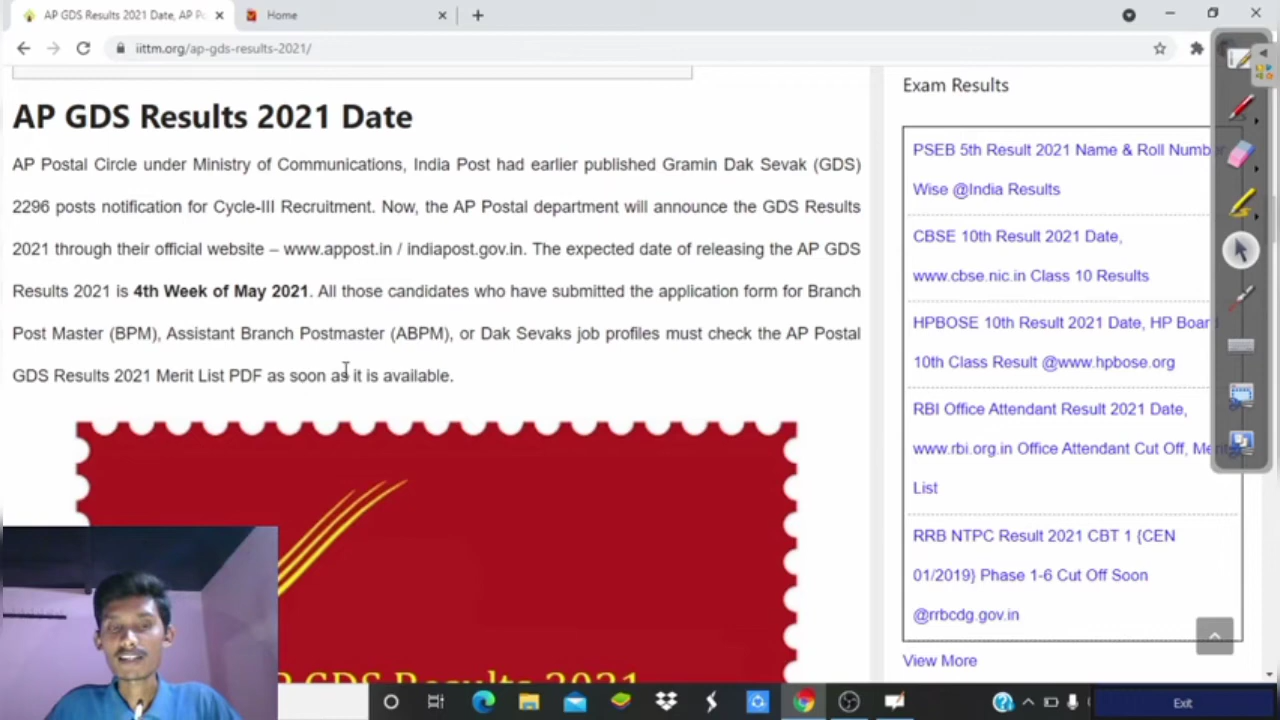 AP GDS Results 2021 Date, AP Po
Home
iittm.org/ap-gds-results-2021/
AP GDS Results 2021 Date
AP Postal Circle under Ministry of Communications, India Post had earlier published Gramin Dak Sevak (GDS)
2296 posts notification for Cycle-III Recruitment. Now, the AP Postal department will announce the GDS Results
2021 through their official website – www.appost.in / indiapost.gov.in. The expected date of releasing the AP GDS
Results 2021 is 4th Week of May 2021. All those candidates who have submitted the application form for Branch
Post Master (BPM), Assistant Branch Postmaster (ABPM), or Dak Sevaks job profiles must check the AP Postal
GDS Results 2021 Merit List PDF as soon as it is available.
GDS Results 2021
Exam Results
PSEB 5th Result 2021 Name & Roll Numb
Wise @India Results
CBSE 10th Result 2021 Date,
www.cbse.nic.in Class 10 Results
HPBOSE 10th Result 2021 Date, HP Boar
10th Class Result @www.hpbose.org
RBI Office Attendant Result 2021 Date,
www.rbi.org.in Office Attendant Cut Off, Merit
List
RRB NTPC Result 2021 CBT 1 {CEN
01/2019} Phase 1-6 Cut Off Soon
@rrbcdg.gov.in
View More
Exit